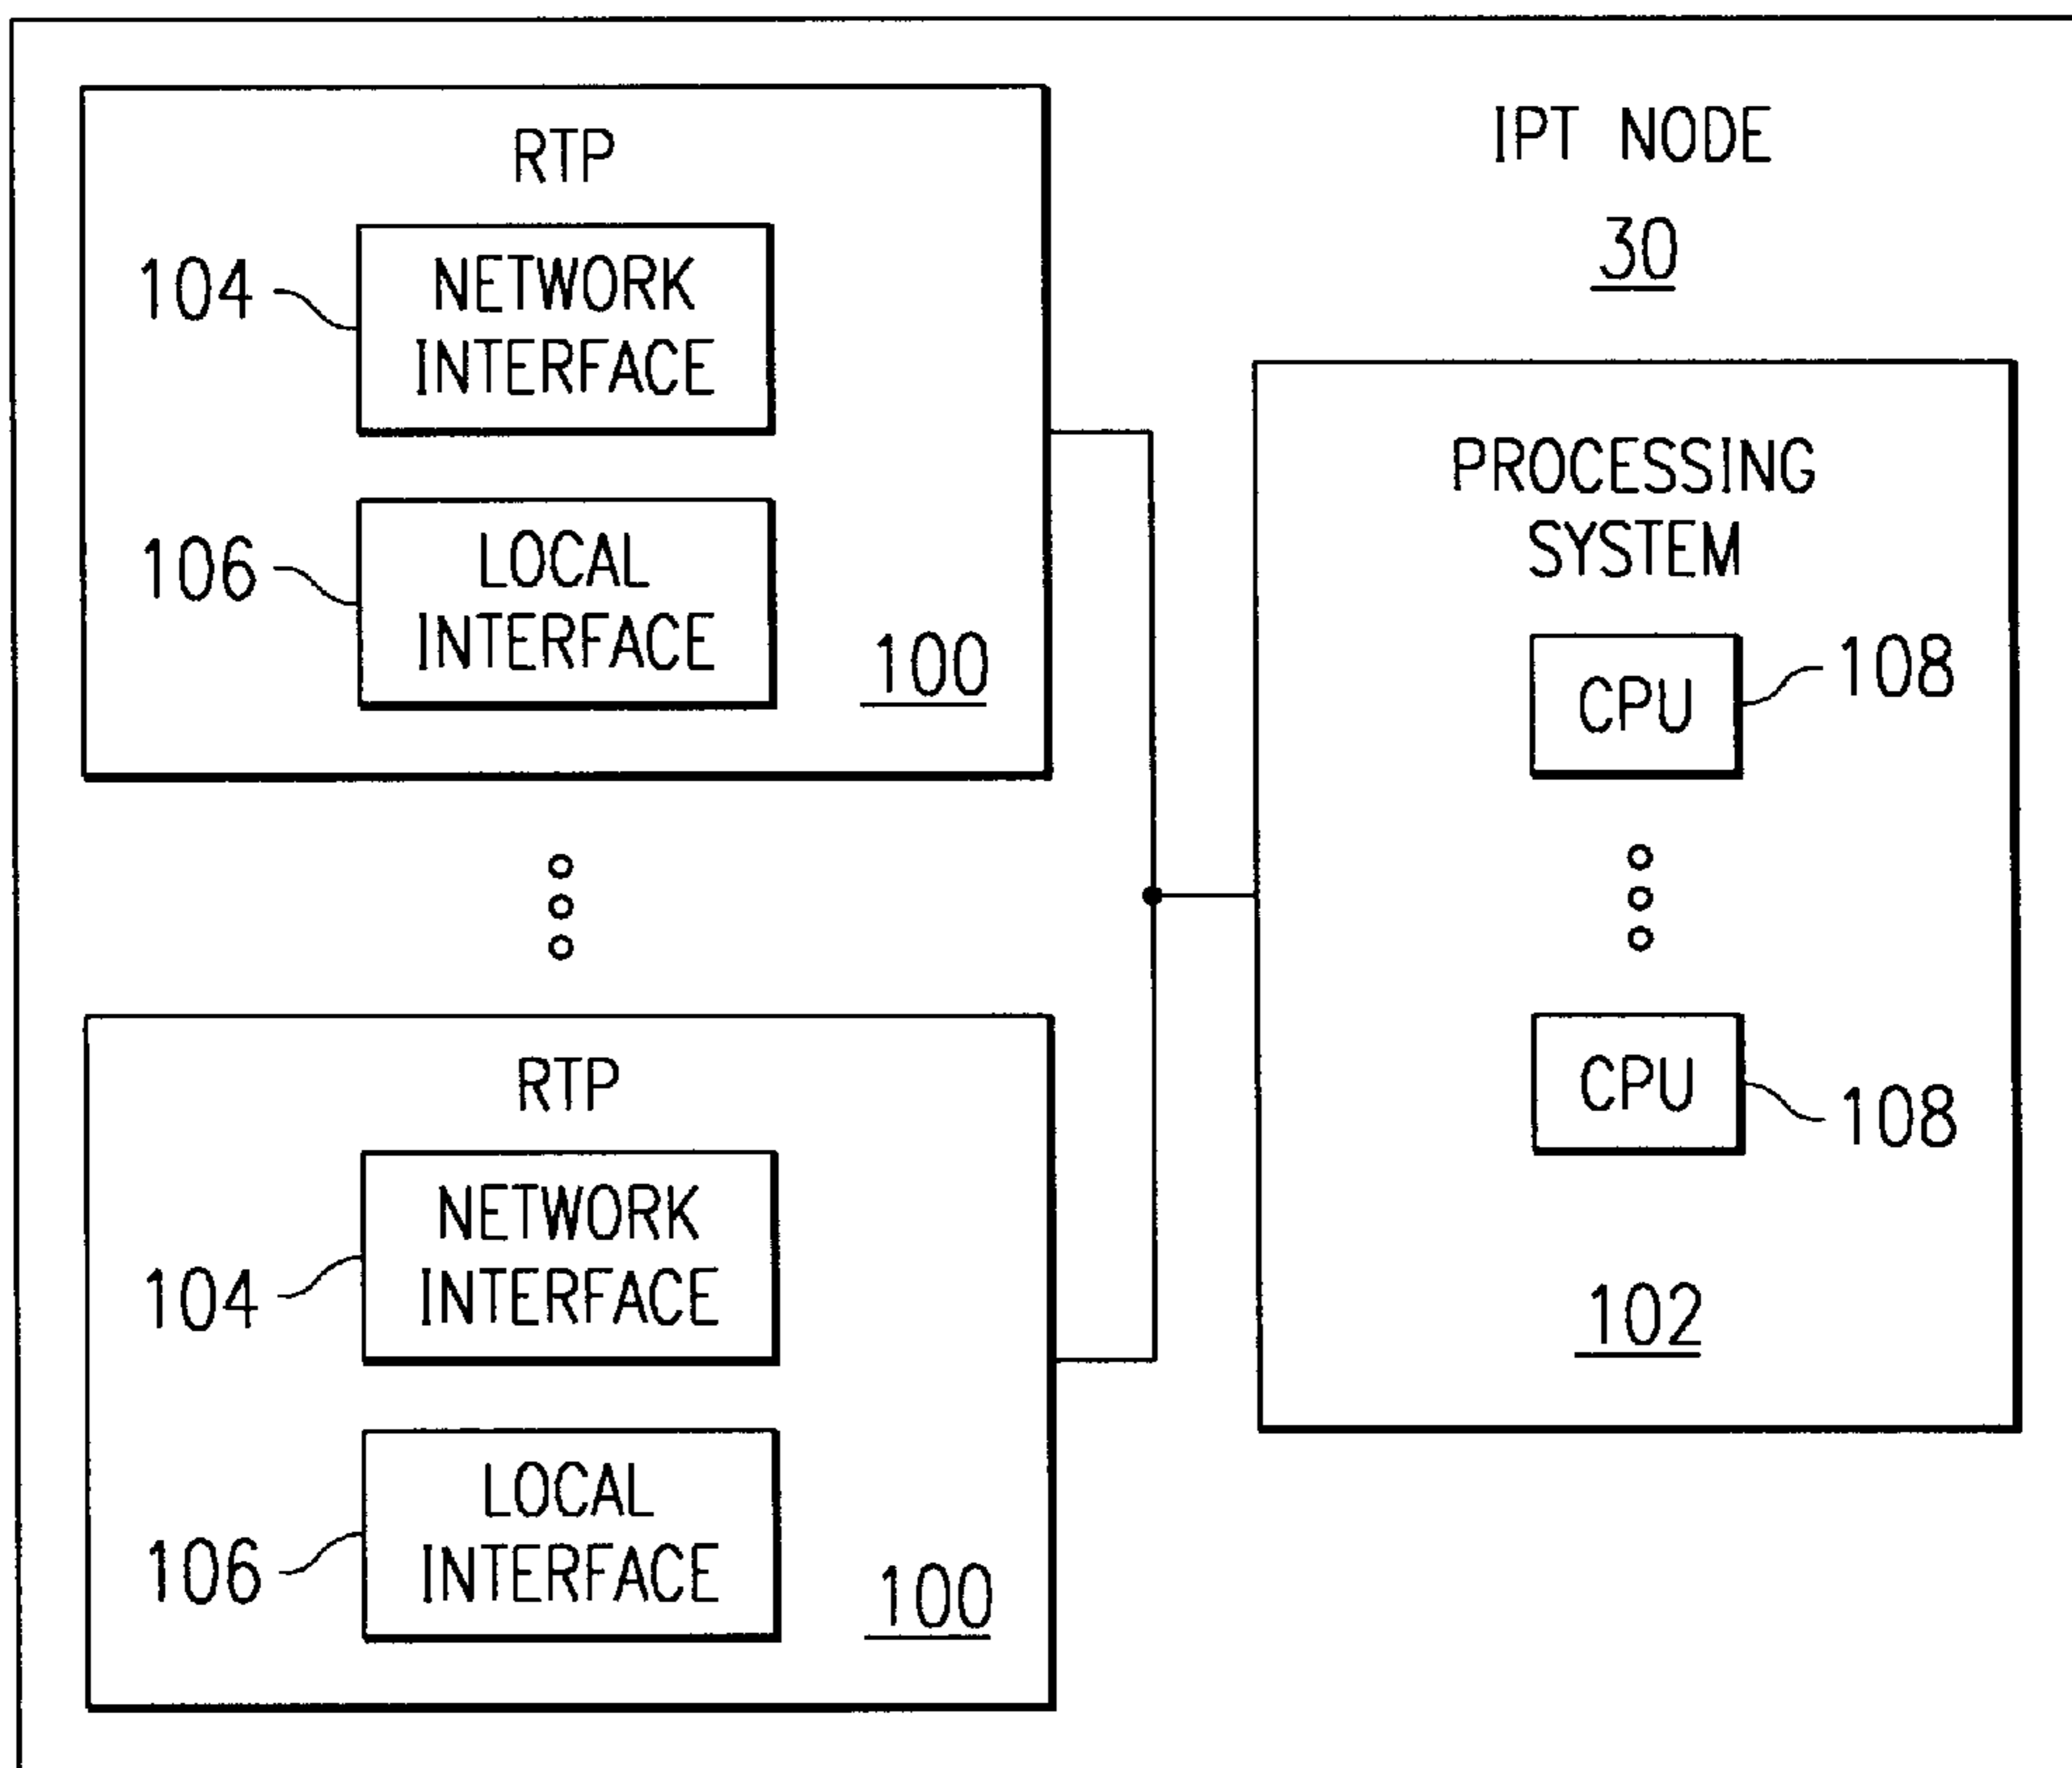 RTP
104
NETWORK
INTERFACE
106
LOCAL
INTERFACE
100
RTP
104
NETWORK
INTERFACE
106
LOCAL
INTERFACE
100
IPT NODE
30
PROCESSING
SYSTEM
CPU
108
CPU
108
102